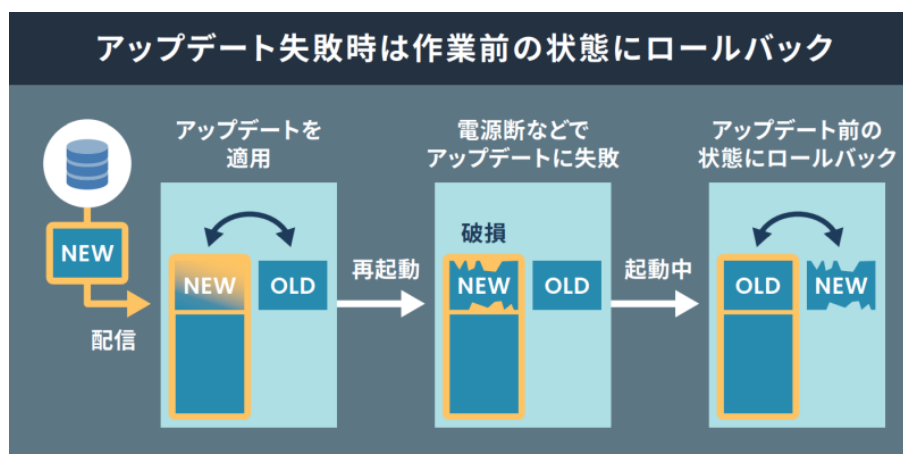 アップデート失敗時は作業前の状態にロールバック
アップデートを
適用
電源断などで
アップデートに失敗
アップデート前の
状態にロールバック
NEW
配信
NEW
OLD
再起動
破損
NEW
OLD
起動中
OLD
NEW